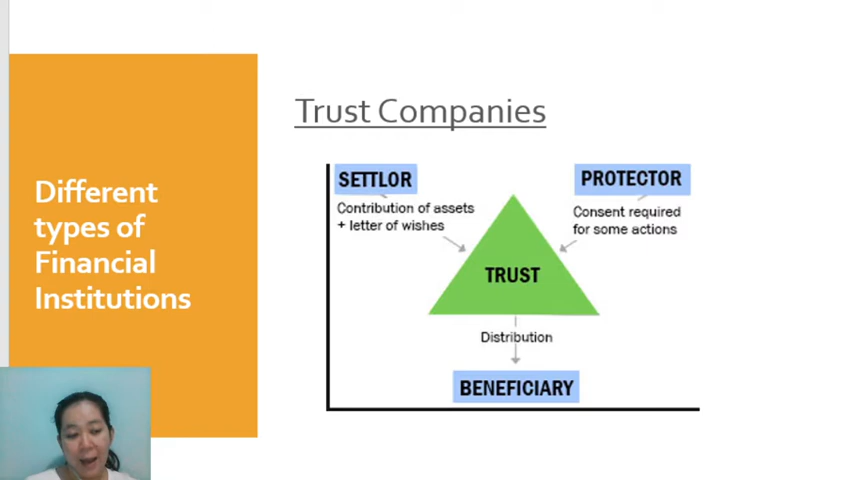 Different
types of
Financial
Institutions
Trust Companies
SETTLOR
Contribution of assets
+ letter of wishes
PROTECTOR
Consent required
for some actions
TRUST
Distribution
BENEFICIARY